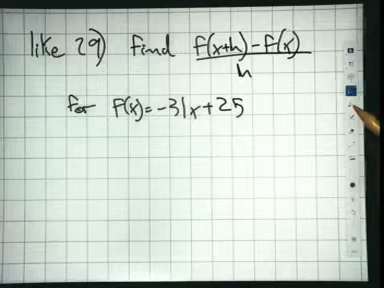 like 29) find f(x+h)-f(x)
h
for f(x)=-31x+25